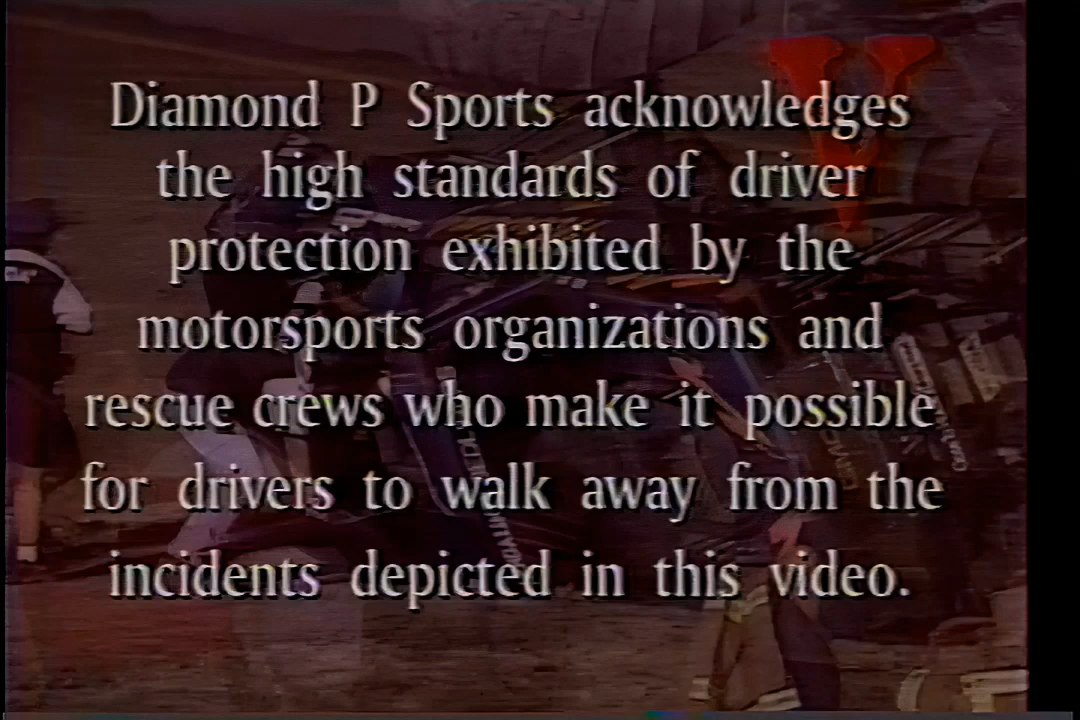 V
Diamond P Sports acknowledges
the high standards of driver
protection exhibited by the
motorsports organizations and
rescue crews who make it possible
for drivers to walk away from the
incidents depicted in this video.